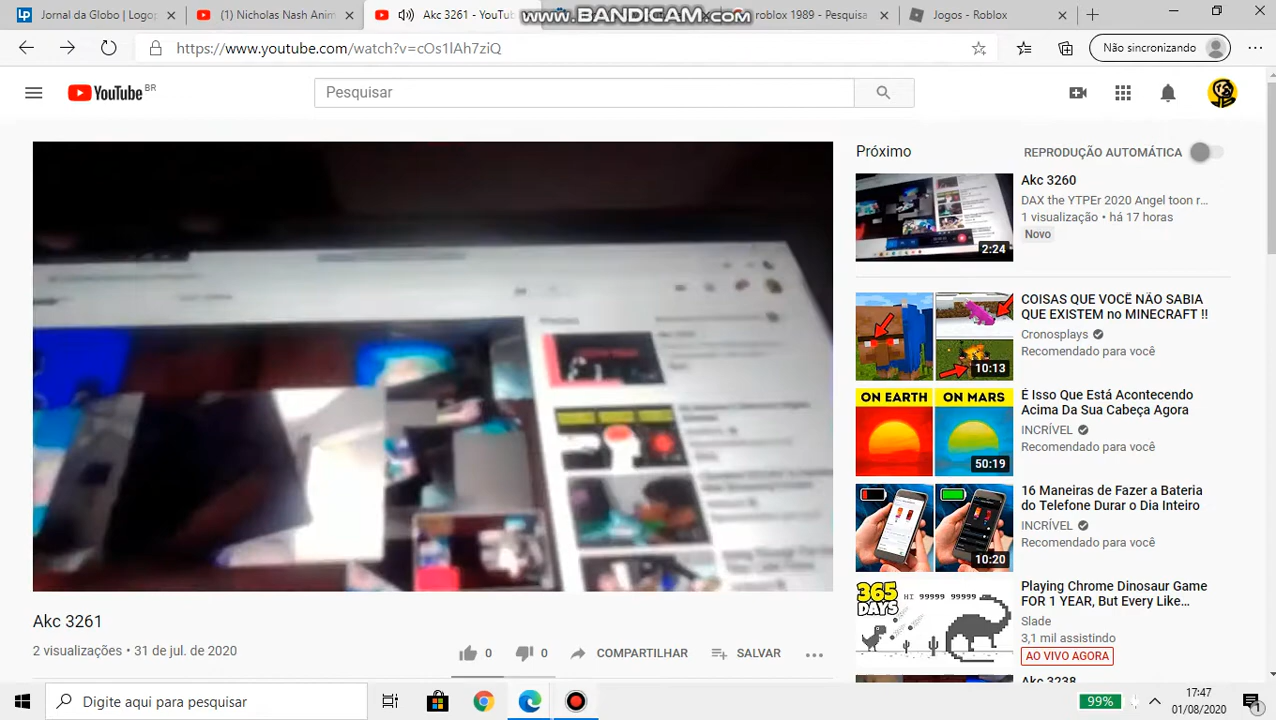 Jornal da Globo | LogoP
(1) Nicholas Nash Anim
Akc 3261 - YouTube
www.BANDICAM.com
roblox 1989 - Pesquisa
Jogos - Roblox
https://www.youtube.com/watch?v=cOs1lAh7ziQ
Não sincronizando
YouTube BR
Pesquisar
Próximo
REPRODUÇÃO AUTOMÁTICA
Akc 3260
DAX the YTPEr 2020 Angel toon r...
1 visualização • há 17 horas
Novo
2:24
COISAS QUE VOCÊ NÃO SABIA
QUE EXISTEM no MINECRAFT !!
Cronosplays
Recomendado para você
10:13
ON EARTH
ON MARS
É Isso Que Está Acontecendo
Acima Da Sua Cabeça Agora
INCRÍVEL
Recomendado para você
50:19
16 Maneiras de Fazer a Bateria
do Telefone Durar o Dia Inteiro
INCRÍVEL
Recomendado para você
10:20
365
DAYS
HI 99999 99999
Playing Chrome Dinosaur Game
FOR 1 YEAR, But Every Like...
Slade
3,1 mil assistindo
AO VIVO AGORA
Akc 3238
Akc 3261
2 visualizações • 31 de jul. de 2020
0
0
COMPARTILHAR
SALVAR
Digite aqui para pesquisar
99%
17:47
01/08/2020
1